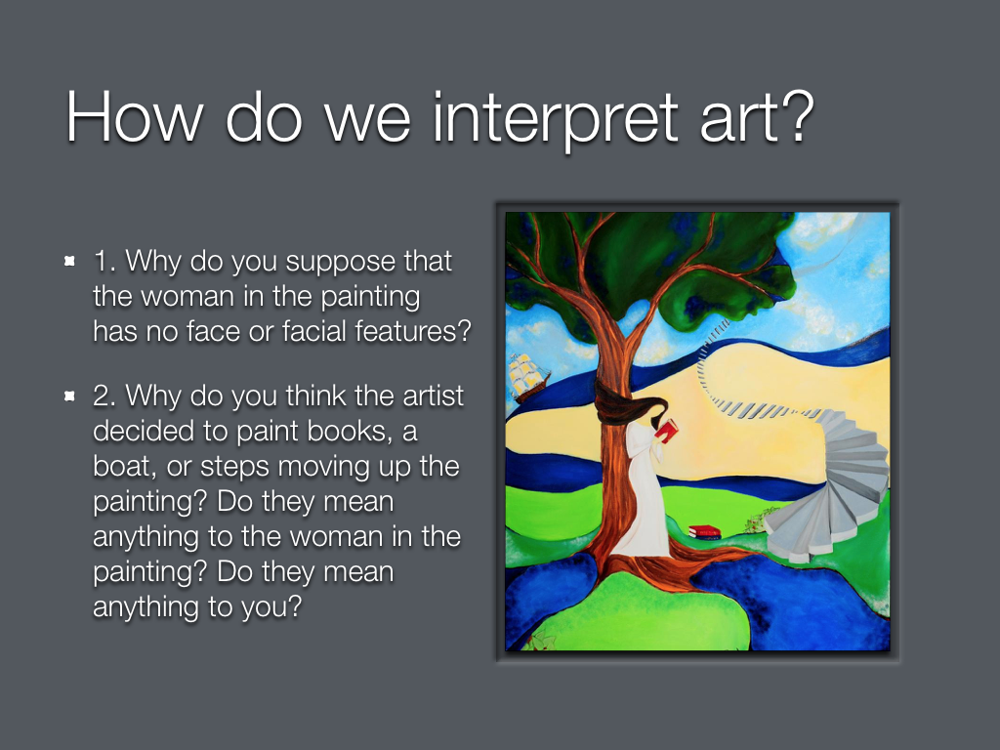 How do we interpret art?
1. Why do you suppose that
the woman in the painting
has no face or facial features?
2. Why do you think the artist
decided to paint books, a
boat, or steps moving up the
painting? Do they mean
anything to the woman in the
painting? Do they mean
anything to you?